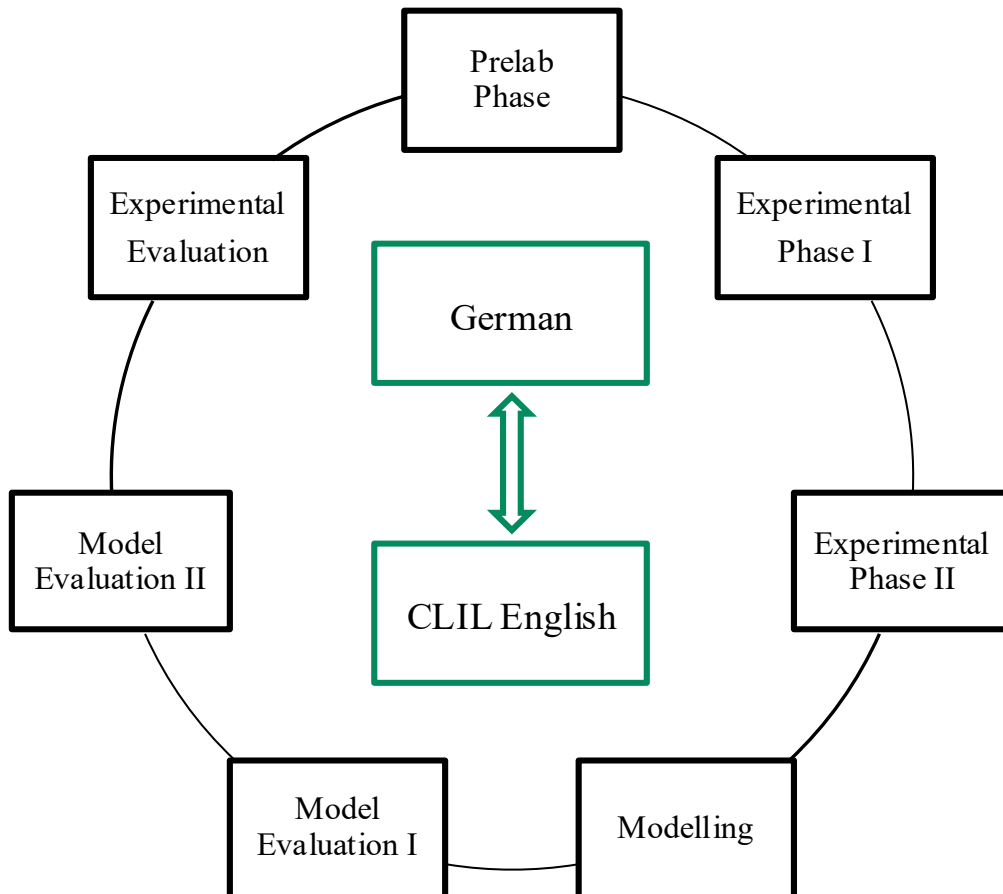 Prelab
Phase
Experimental
Phase I
Experimental
Phase II
Modelling
Model
Evaluation I
Model
Evaluation II
Experimental
Evaluation
German
CLIL English